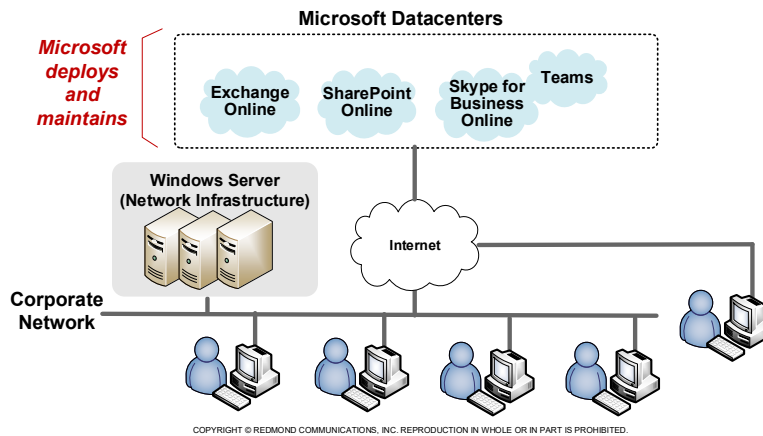 Microsoft Datacenters
Microsoft
deploys
and
maintains
Exchange
Online
SharePoint
Online
Skype for
Business
Online
Teams
Windows Server
(Network Infrastructure)
Internet
Corporate
Network
COPYRIGHT © REDMOND COMMUNICATIONS, INC. REPRODUCTION IN WHOLE OR IN PART IS PROHIBITED.